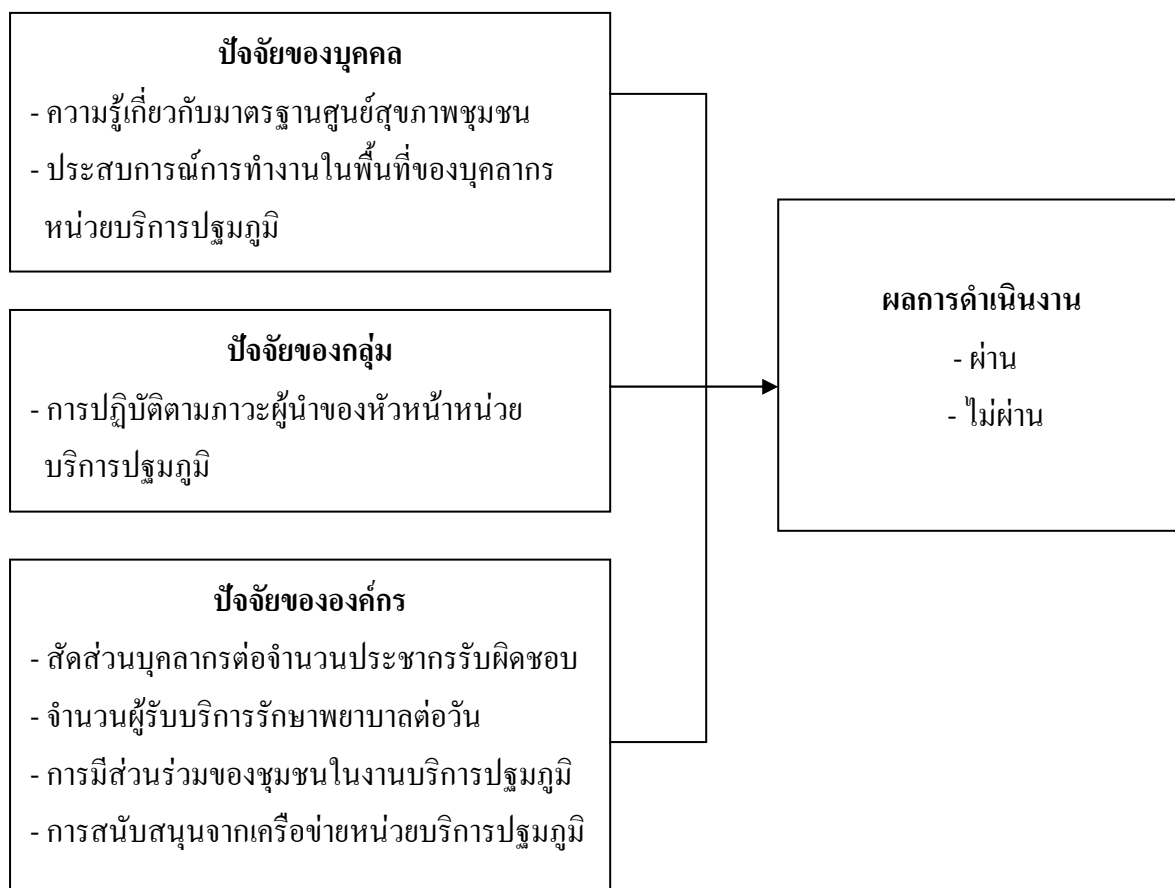 ปัจจัยของบุคคล
- ความรู้เกี่ยวกับมาตรฐานศูนย์สุขภาพชุมชน
- ประสบการณ์การทำงานในพื้นที่ของบุคลากร
หน่วยบริการปฐมภูมิ
ปัจจัยของกลุ่ม
- การปฏิบัติตามภาวะผู้นำของหัวหน้าหน่วย
บริการปฐมภูมิ
ปัจจัยขององค์กร
- สัดส่วนบุคลากรต่อจำนวนประชากรรับผิดชอบ
- จำนวนผู้รับบริการรักษาพยาบาลต่อวัน
- การมีส่วนร่วมของชุมชนในงานบริการปฐมภูมิ
- การสนับสนุนจากเครือข่ายหน่วยบริการปฐมภูมิ
ผลการดำเนินงาน
- ผ่าน
- ไม่ผ่าน